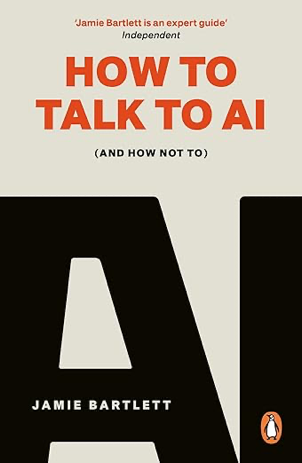 ‘Jamie Bartlett is an expert guide’
Independent
HOW TO
TALK TO AI
(AND HOW NOT TO)
AI
JAMIE BARTLETT